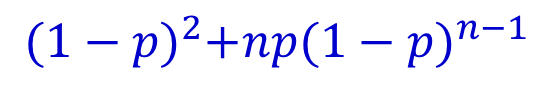 (1 − p)²+np(1 − p)ⁿ⁻¹